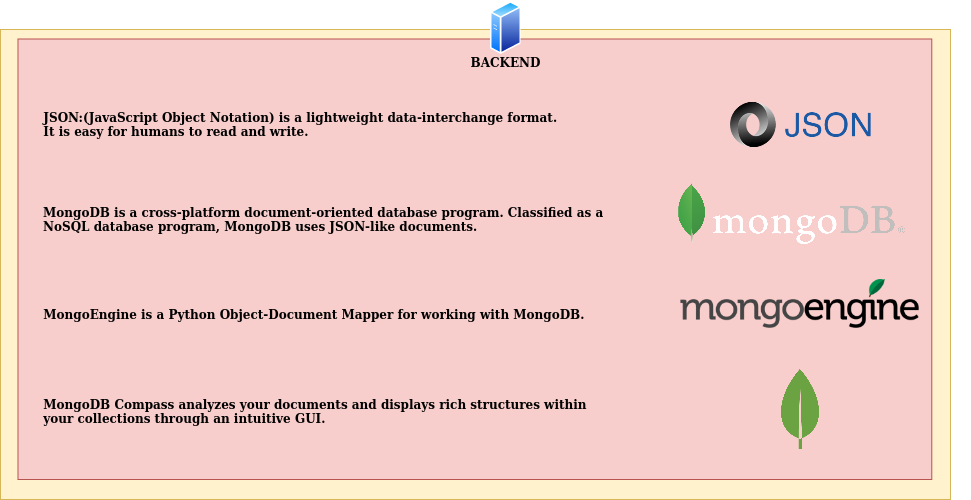 BACKEND
JSON:(JavaScript Object Notation) is a lightweight data-interchange format.
It is easy for humans to read and write.
JSON
MongoDB is a cross-platform document-oriented database program. Classified as a
NoSQL database program, MongoDB uses JSON-like documents.
mongoDB®
MongoEngine is a Python Object-Document Mapper for working with MongoDB.
mongoengine
MongoDB Compass analyzes your documents and displays rich structures within
your collections through an intuitive GUI.